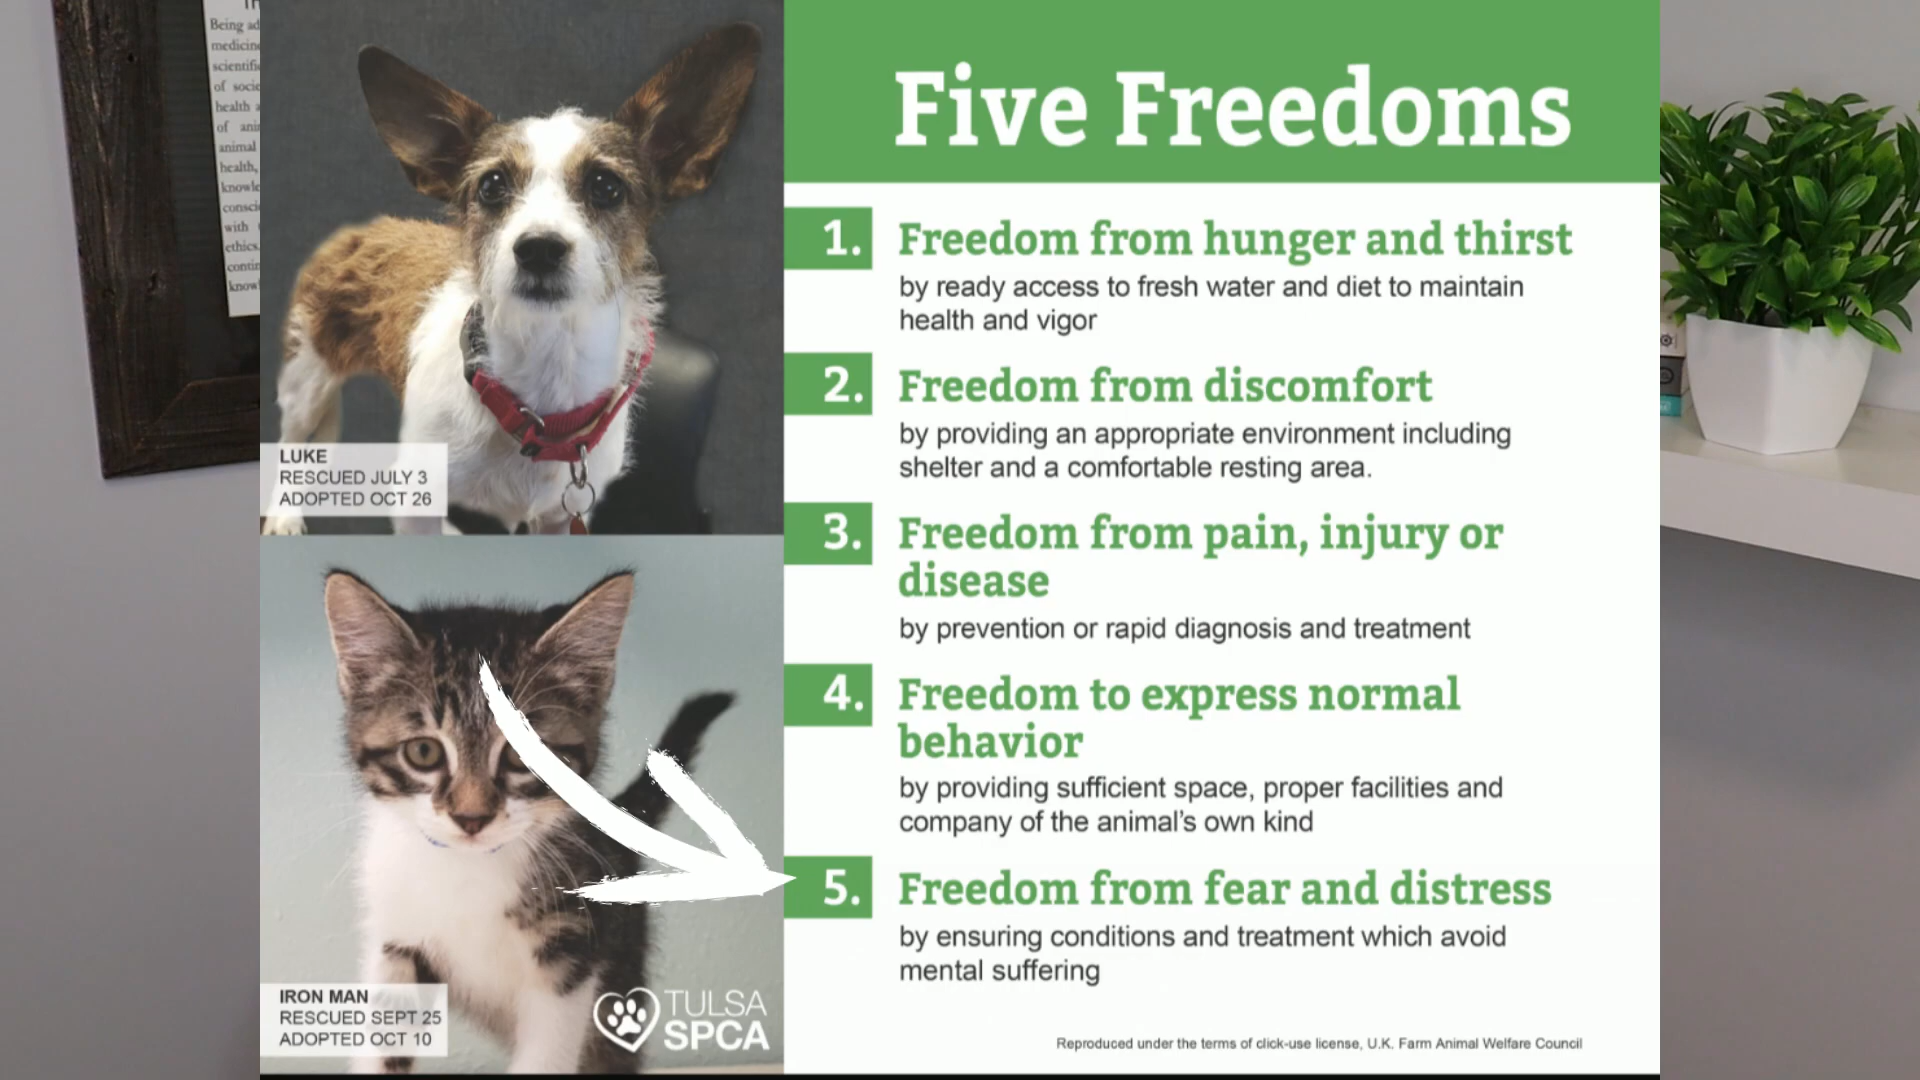 Being
medicine
scientific
of
health
of
animal
health,
with
ethics.
LUKE
RESCUED JULY 3
ADOPTED OCT 26
IRON MAN
RESCUED SEPT 25
ADOPTED OCT 10
TULSA
SPCA
Five Freedoms
1. Freedom from hunger and thirst
by ready access to fresh water and diet to maintain
health and vigor
2. Freedom from discomfort
by providing an appropriate environment including
shelter and a comfortable resting area.
3. Freedom from pain, injury or
disease
by prevention or rapid diagnosis and treatment
4. Freedom to express normal
behavior
by providing sufficient space, proper facilities and
company of the animal's own kind
5. Freedom from fear and distress
by ensuring conditions and treatment which avoid
mental suffering
Reproduced under the terms of click-use license, U.K. Farm Animal Welfare Council